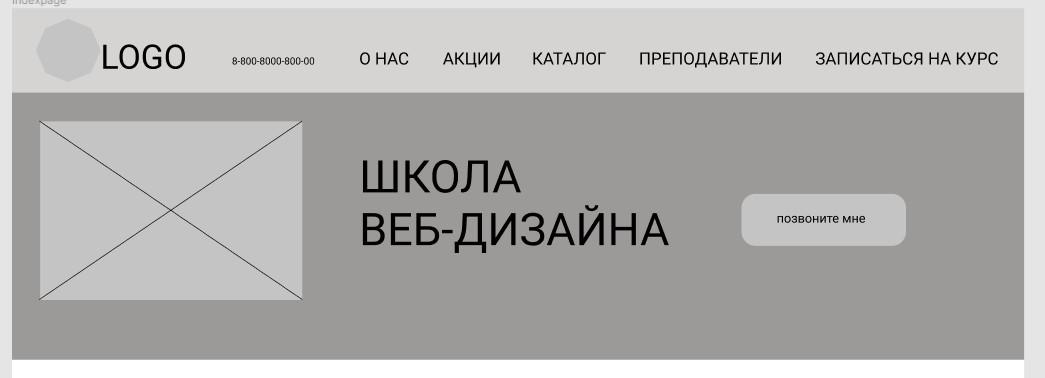 indexpage
LOGO
8-800-8000-800-00
О НАС
АКЦИИ
КАТАЛОГ
ПРЕПОДАВАТЕЛИ
ЗАПИСАТЬСЯ НА КУРС
ШКОЛА
ВЕБ-ДИЗАЙНА
позвоните мне